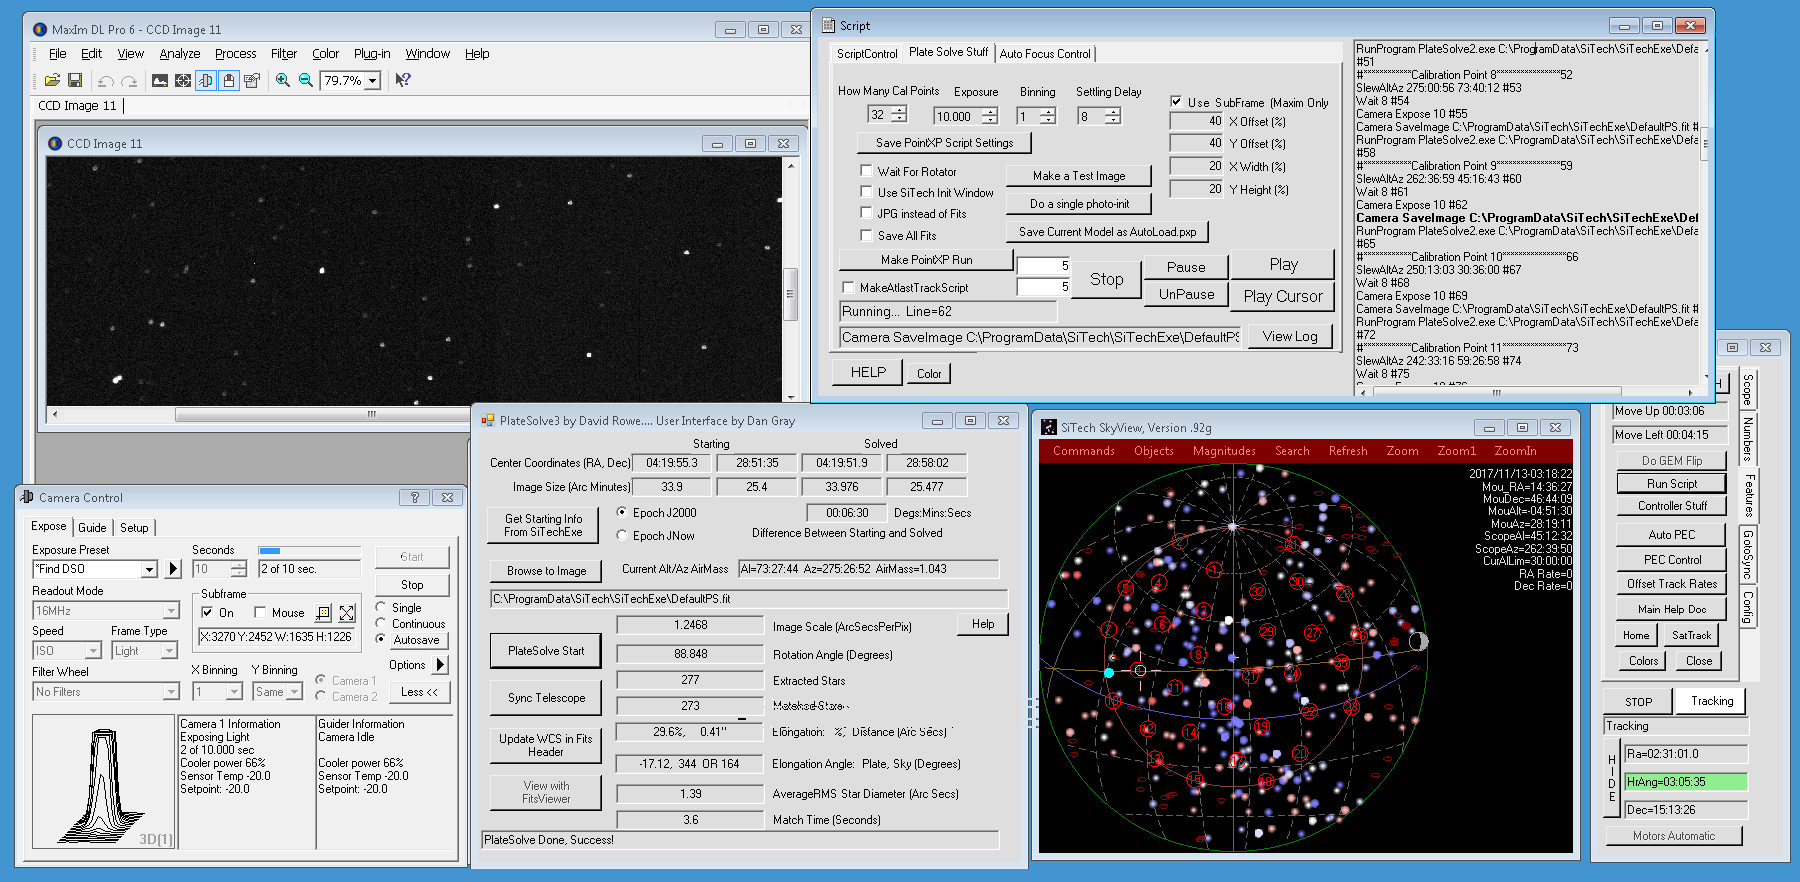 MaxIm DL Pro 6 - CCD Image 11
File Edit View Analyze Process Filter Color Plug-in Window Help
79.7%
CCD Image 11
CCD Image 11
Script
ScriptControl Plate Solve Stuff Auto Focus Control
How Many Cal Points Exposure Binning Settling Delay
32 10.000 1 8
Use SubFrame (Maxim Only
40 X Offset (%)
40 Y Offset (%)
20 X Width (%)
20 Y Height (%)
Save PointXP Script Settings
Wait For Rotator
Use SiTech Init Window
JPG instead of Fits
Save All Fits
Make a Test Image
Do a single photo-init
Save Current Model as AutoLoad.pxp
Make PointXP Run 5
MakeAtlastTrackScript 5
Stop Pause Play
UnPause Play Cursor
Running... Line=62
Camera SaveImage C:\ProgramData\SiTech\SiTechExe\DefaultPS
View Log
HELP Color
RunProgram PlateSolve2.exe C:\ProgramData\SiTech\SiTechExe\Defa
#51
#************Calibration Point 8****************52
SlewAltAz 275:00:56 73:40:12 #53
Wait 8 #54
Camera Expose 10 #55
Camera SaveImage C:\ProgramData\SiTech\SiTechExe\DefaultPS.fit #
RunProgram PlateSolve2.exe C:\ProgramData\SiTech\SiTechExe\Defa
#58
#************Calibration Point 9****************59
SlewAltAz 262:36:59 45:16:43 #60
Wait 8 #61
Camera Expose 10 #62
Camera SaveImage C:\ProgramData\SiTech\SiTechExe\Def
RunProgram PlateSolve2.exe C:\ProgramData\SiTech\SiTechExe\Defa
#65
#************Calibration Point 10****************66
SlewAltAz 250:13:03 30:36:00 #67
Wait 8 #68
Camera Expose 10 #69
Camera SaveImage C:\ProgramData\SiTech\SiTechExe\DefaultPS.fit #
RunProgram PlateSolve2.exe C:\ProgramData\SiTech\SiTechExe\Defa
#72
#************Calibration Point 11****************73
SlewAltAz 242:33:16 59:26:58 #74
Wait 8 #75
Camera Control
Expose Guide Setup
Exposure Preset Seconds
*Find DSO 10 2 of 10 sec.
Start
Stop
Readout Mode
16MHz
Subframe
On Mouse
X:3270 Y:2452 W:1635 H:1226
Single
Continuous
Autosave
Speed Frame Type
ISO Light
Options
Filter Wheel X Binning Y Binning
No Filters 1 Same
Camera 1
Camera 2
Less <<
3D(1)
Camera 1 Information
Exposing Light
2 of 10.000 sec
Cooler power 66%
Sensor Temp -20.0
Setpoint: -20.0
Guider Information
Camera Idle
Cooler power 66%
Sensor Temp -20.0
Setpoint: -20.0
PlateSolve3 by David Rowe.... User Interface by Dan Gray
Starting Solved
Center Coordinates (RA, Dec) 04:19:55.3 28:51:35 04:19:51.9 28:58:02
Image Size (Arc Minutes) 33.9 25.4 33.976 25.477
Get Starting Info From SiTechExe
Epoch J2000
Epoch JNow
00:06:30 Degs:Mins:Secs
Difference Between Starting and Solved
Browse to Image
Current Alt/Az AirMass Al=73:27:44 Az=275:26:52 AirMass=1.043
C:\ProgramData\SiTech\SiTechExe\DefaultPS.fit
PlateSolve Start
Sync Telescope
Update WCS in Fits Header
View with FitsViewer
1.2468 Image Scale (ArcSecsPerPix)
Help
88.848 Rotation Angle (Degrees)
277 Extracted Stars
273 Matched Stars
29.6%, 0.41" Elongation: %, Distance (Arc Secs)
-17.12, 344 OR 164 Elongation Angle: Plate, Sky (Degrees)
1.39 AverageRMS Star Diameter (Arc Secs)
3.6 Match Time (Seconds)
PlateSolve Done, Success!
SiTech SkyView, Version .92g
Commands Objects Magnitudes Search Refresh Zoom Zoom1 ZoomIn
2017/11/13-03:18:22
Mou_RA=14:36:27
MouDec=46:44:09
MouAlt=-04:51:30
MouAz=28:19:11
ScopeAl=45:12:32
ScopeAz=262:39:50
CurAlLim=30:00:00
RA Rate=0
Dec Rate=0
Move Up 00:03:06
Move Left 00:04:15
Do GEM Flip
Run Script
Controller Stuff
Auto PEC
PEC Control
Offset Track Rates
Main Help Doc
Home SatTrack
Colors Close
Scope
Numbers
Features
GotoSync
Config
STOP Tracking
Tracking
HIDE
Ra=02:31:01.0
HrAng=03:05:35
Dec=15:13:26
Motors Automatic